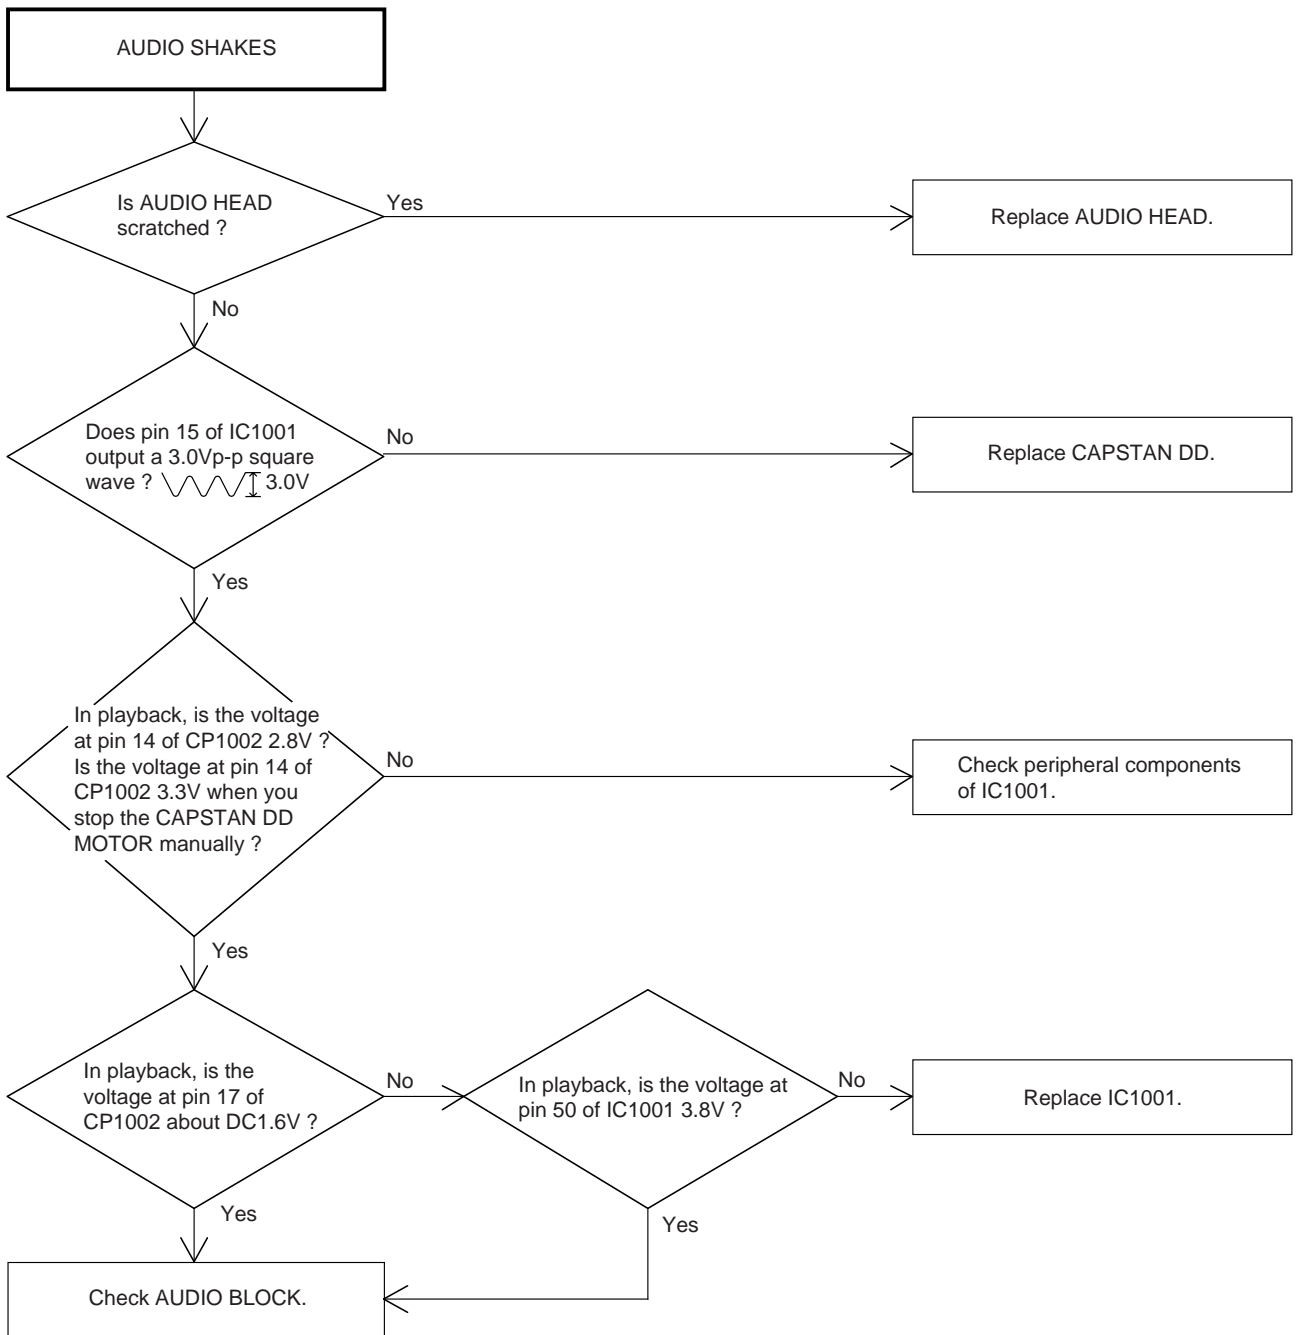 AUDIO SHAKES
Is AUDIO HEAD
scratched ?
Yes
Replace AUDIO HEAD.
No
Does pin 15 of IC1001
output a 3.0Vp-p square
wave ? 3.0V
No
Replace CAPSTAN DD.
Yes
In playback, is the voltage
at pin 14 of CP1002 2.8V ?
Is the voltage at pin 14 of
CP1002 3.3V when you
stop the CAPSTAN DD
MOTOR manually ?
No
Check peripheral components
of IC1001.
Yes
In playback, is the
voltage at pin 17 of
CP1002 about DC1.6V ?
No
In playback, is the voltage at
pin 50 of IC1001 3.8V ?
No
Replace IC1001.
Yes
Yes
Check AUDIO BLOCK.